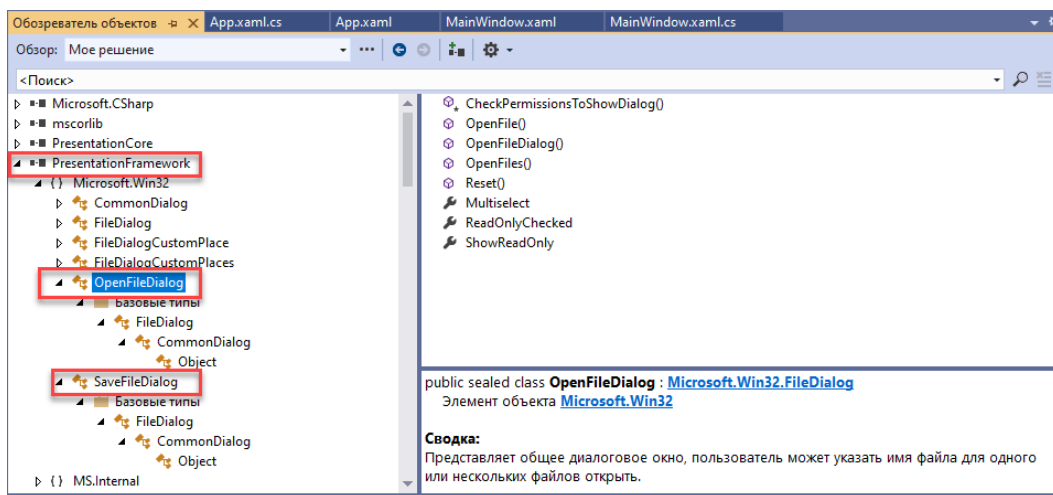 Обозреватель объектов
App.xaml.cs
App.xaml
MainWindow.xaml
MainWindow.xaml.cs
Обзор: Мое решение
<Поиск>
Microsoft.CSharp
mscorlib
PresentationCore
PresentationFramework
{} Microsoft.Win32
CommonDialog
FileDialog
FileDialogCustomPlace
FileDialogCustomPlaces
OpenFileDialog
Базовые типы
FileDialog
CommonDialog
Object
SaveFileDialog
Базовые типы
FileDialog
CommonDialog
Object
{} MS.Internal
CheckPermissionsToShowDialog()
OpenFile()
OpenFileDialog()
OpenFiles()
Reset()
Multiselect
ReadOnlyChecked
ShowReadOnly
public sealed class OpenFileDialog : Microsoft.Win32.FileDialog
Элемент объекта Microsoft.Win32
Сводка:
Представляет общее диалоговое окно, пользователь может указать имя файла для одного
или нескольких файлов открыть.